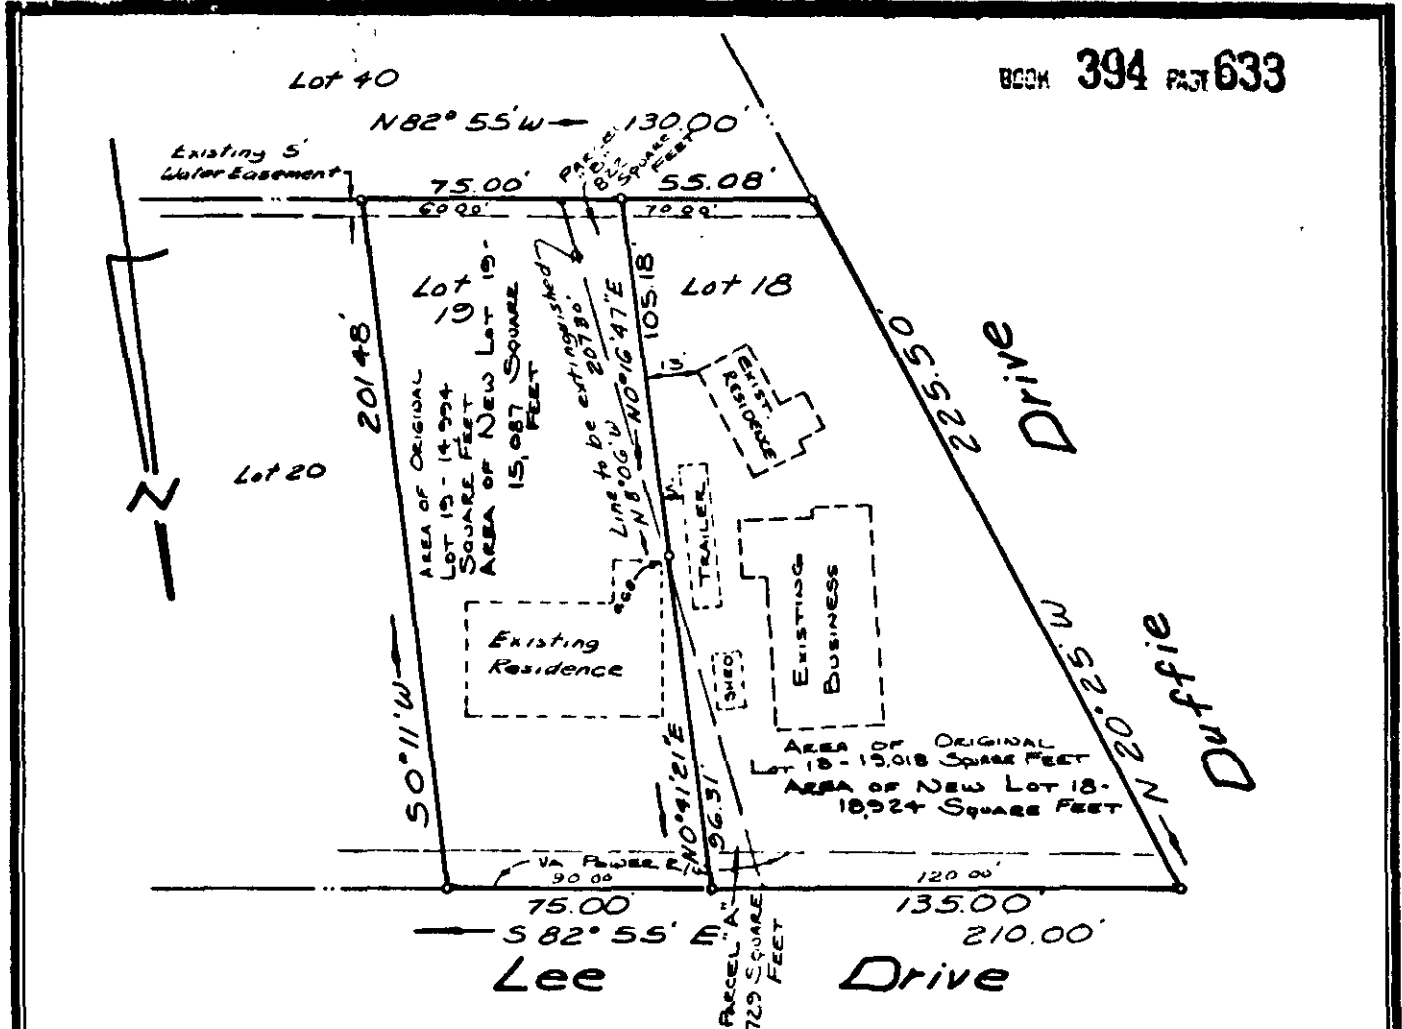 BOOK 394 PAGE 633
Lot 40
N82° 55'W 130.00'
Existing 5'
Water Easement
75.00'
55.08'
60.00'
70.00'
SQUARE
FEET
Lot
19
Lot 18
AREA OF ORIGINAL
LOT 19 - 14994
SQUARE FEET
AREA OF NEW LOT 19-
15,087 SQUARE
FEET
Line to be extinguished
207.80'
N8°06'W
N0°16'47"E
105.18'
201.48'
225.50'
Drive
EXIST.
RESIDENCE
Lot 20
TRAILER
EXISTING
BUSINESS
SHED
Existing
Residence
S0°11'W
N0°41'21"E
96.31'
N 20°25'W
Duffie
AREA OF ORIGINAL
Lot 18 - 19,018 SQUARE FEET
AREA OF NEW LOT 18-
18,924 SQUARE FEET
VA POWER
90.00'
120.00'
75.00'
135.00'
S 82° 55' E
210.00'
PARCEL "A"
729 SQUARE
FEET
Lee Drive
N